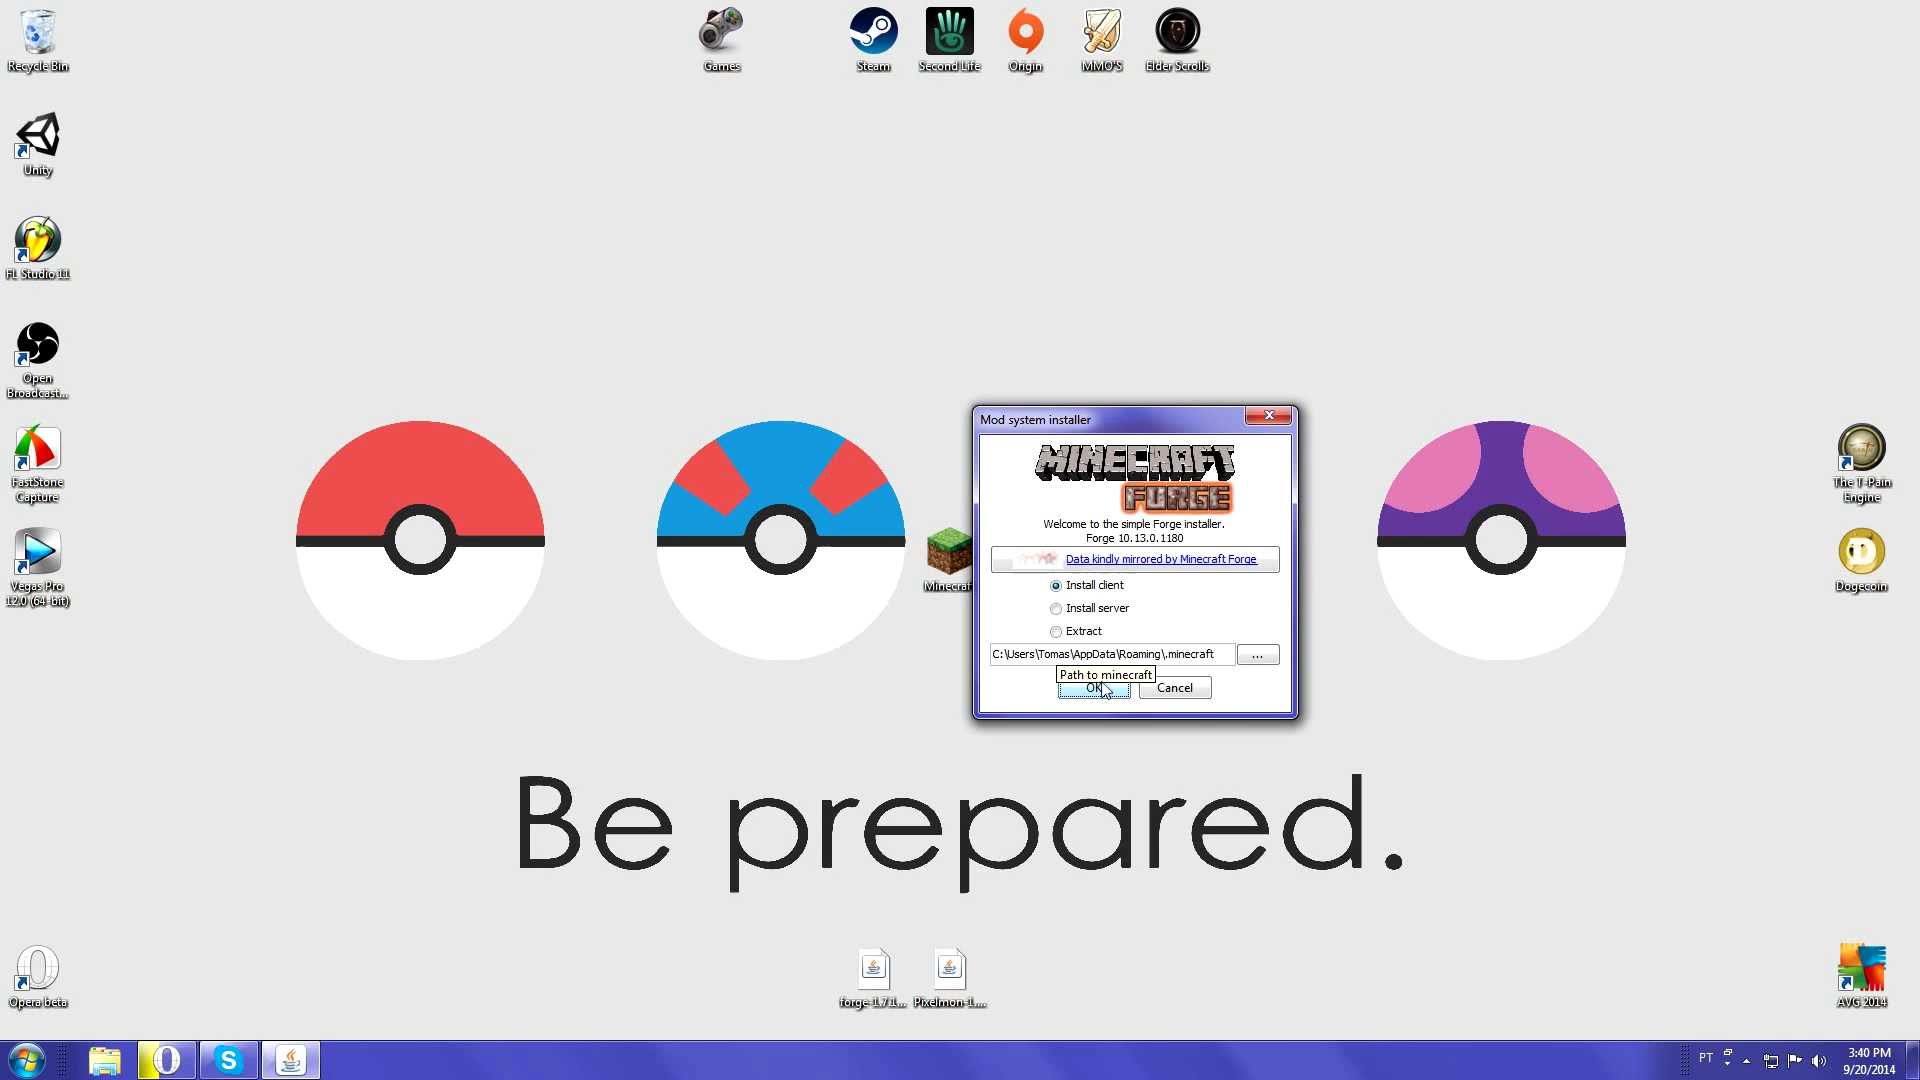 Recycle Bin
Games
Steam
Second Life
Origin
MMO'S
Elder Scrolls
Unity
FL Studio 11
Open
Broadcast...
FastStone
Capture
Vegas Pro
12.0 (64-bit)
Minecraf
Mod system installer
MINECRAFT
FORGE
Welcome to the simple Forge installer.
Forge 10.13.0.1180
Data kindly mirrored by Minecraft Forge
Install client
Install server
Extract
C:\Users\Tomas\AppData\Roaming\.minecraft
...
Path to minecraft
OK
Cancel
The T-Pain
Engine
Dogecoin
Be prepared.
Opera beta
forge-1.7.1...
Pixelmon-1....
AVG 2014
PT
3:40 PM
9/20/2014